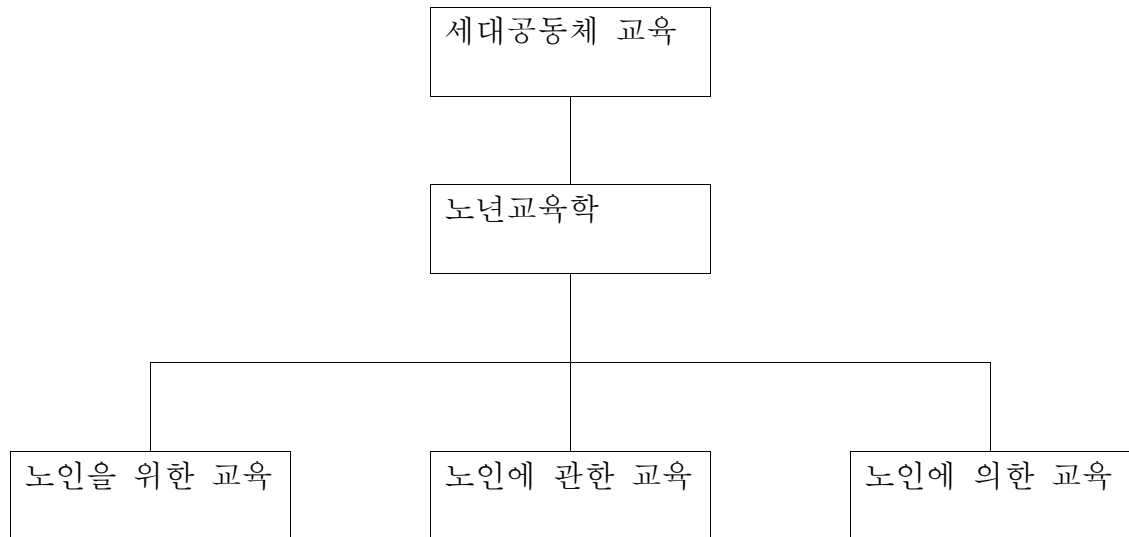 세대공동체 교육
노년교육학
노인을 위한 교육
노인에 관한 교육
노인에 의한 교육